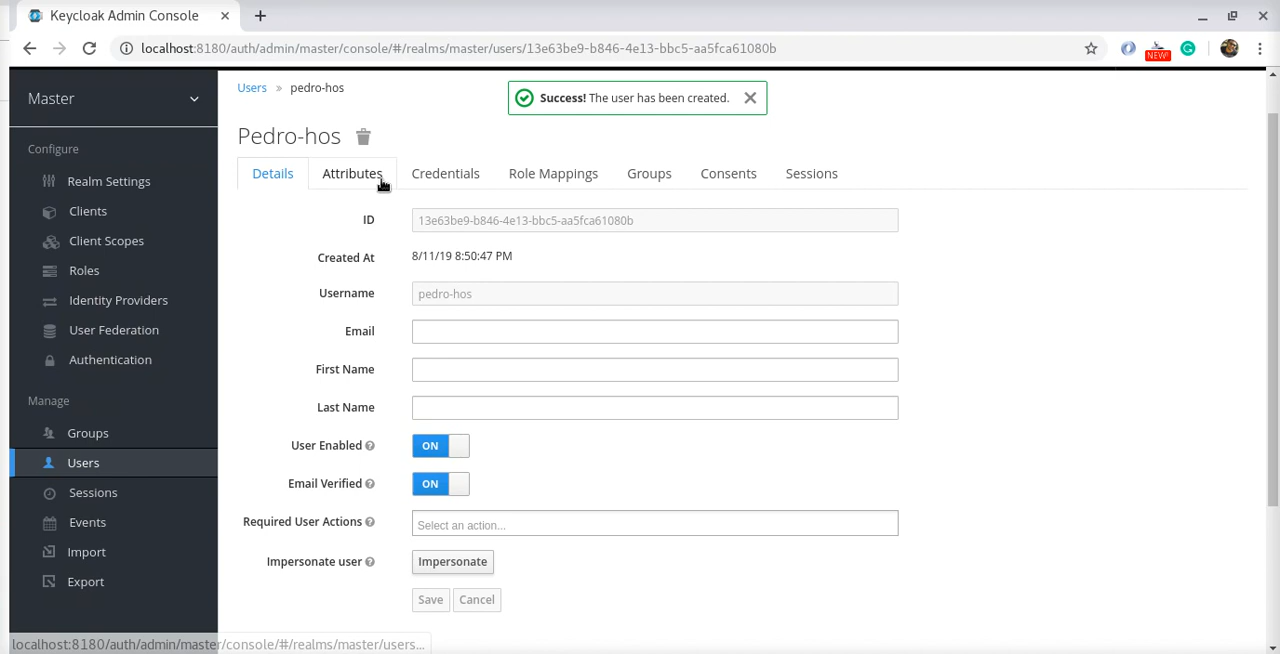 Keycloak Admin Console
localhost:8180/auth/admin/master/console/#/realms/master/users/13e63be9-b846-4e13-bbc5-aa5fca61080b
NEW!
Master
Configure
Realm Settings
Clients
Client Scopes
Roles
Identity Providers
User Federation
Authentication
Manage
Groups
Users
Sessions
Events
Import
Export
Users » pedro-hos
Success! The user has been created.
Pedro-hos
Details Attributes Credentials Role Mappings Groups Consents Sessions
ID 13e63be9-b846-4e13-bbc5-aa5fca61080b
Created At 8/11/19 8:50:47 PM
Username pedro-hos
Email
First Name
Last Name
User Enabled ON
Email Verified ON
Required User Actions Select an action...
Impersonate user Impersonate
Save Cancel
localhost:8180/auth/admin/master/console/#/realms/master/users...